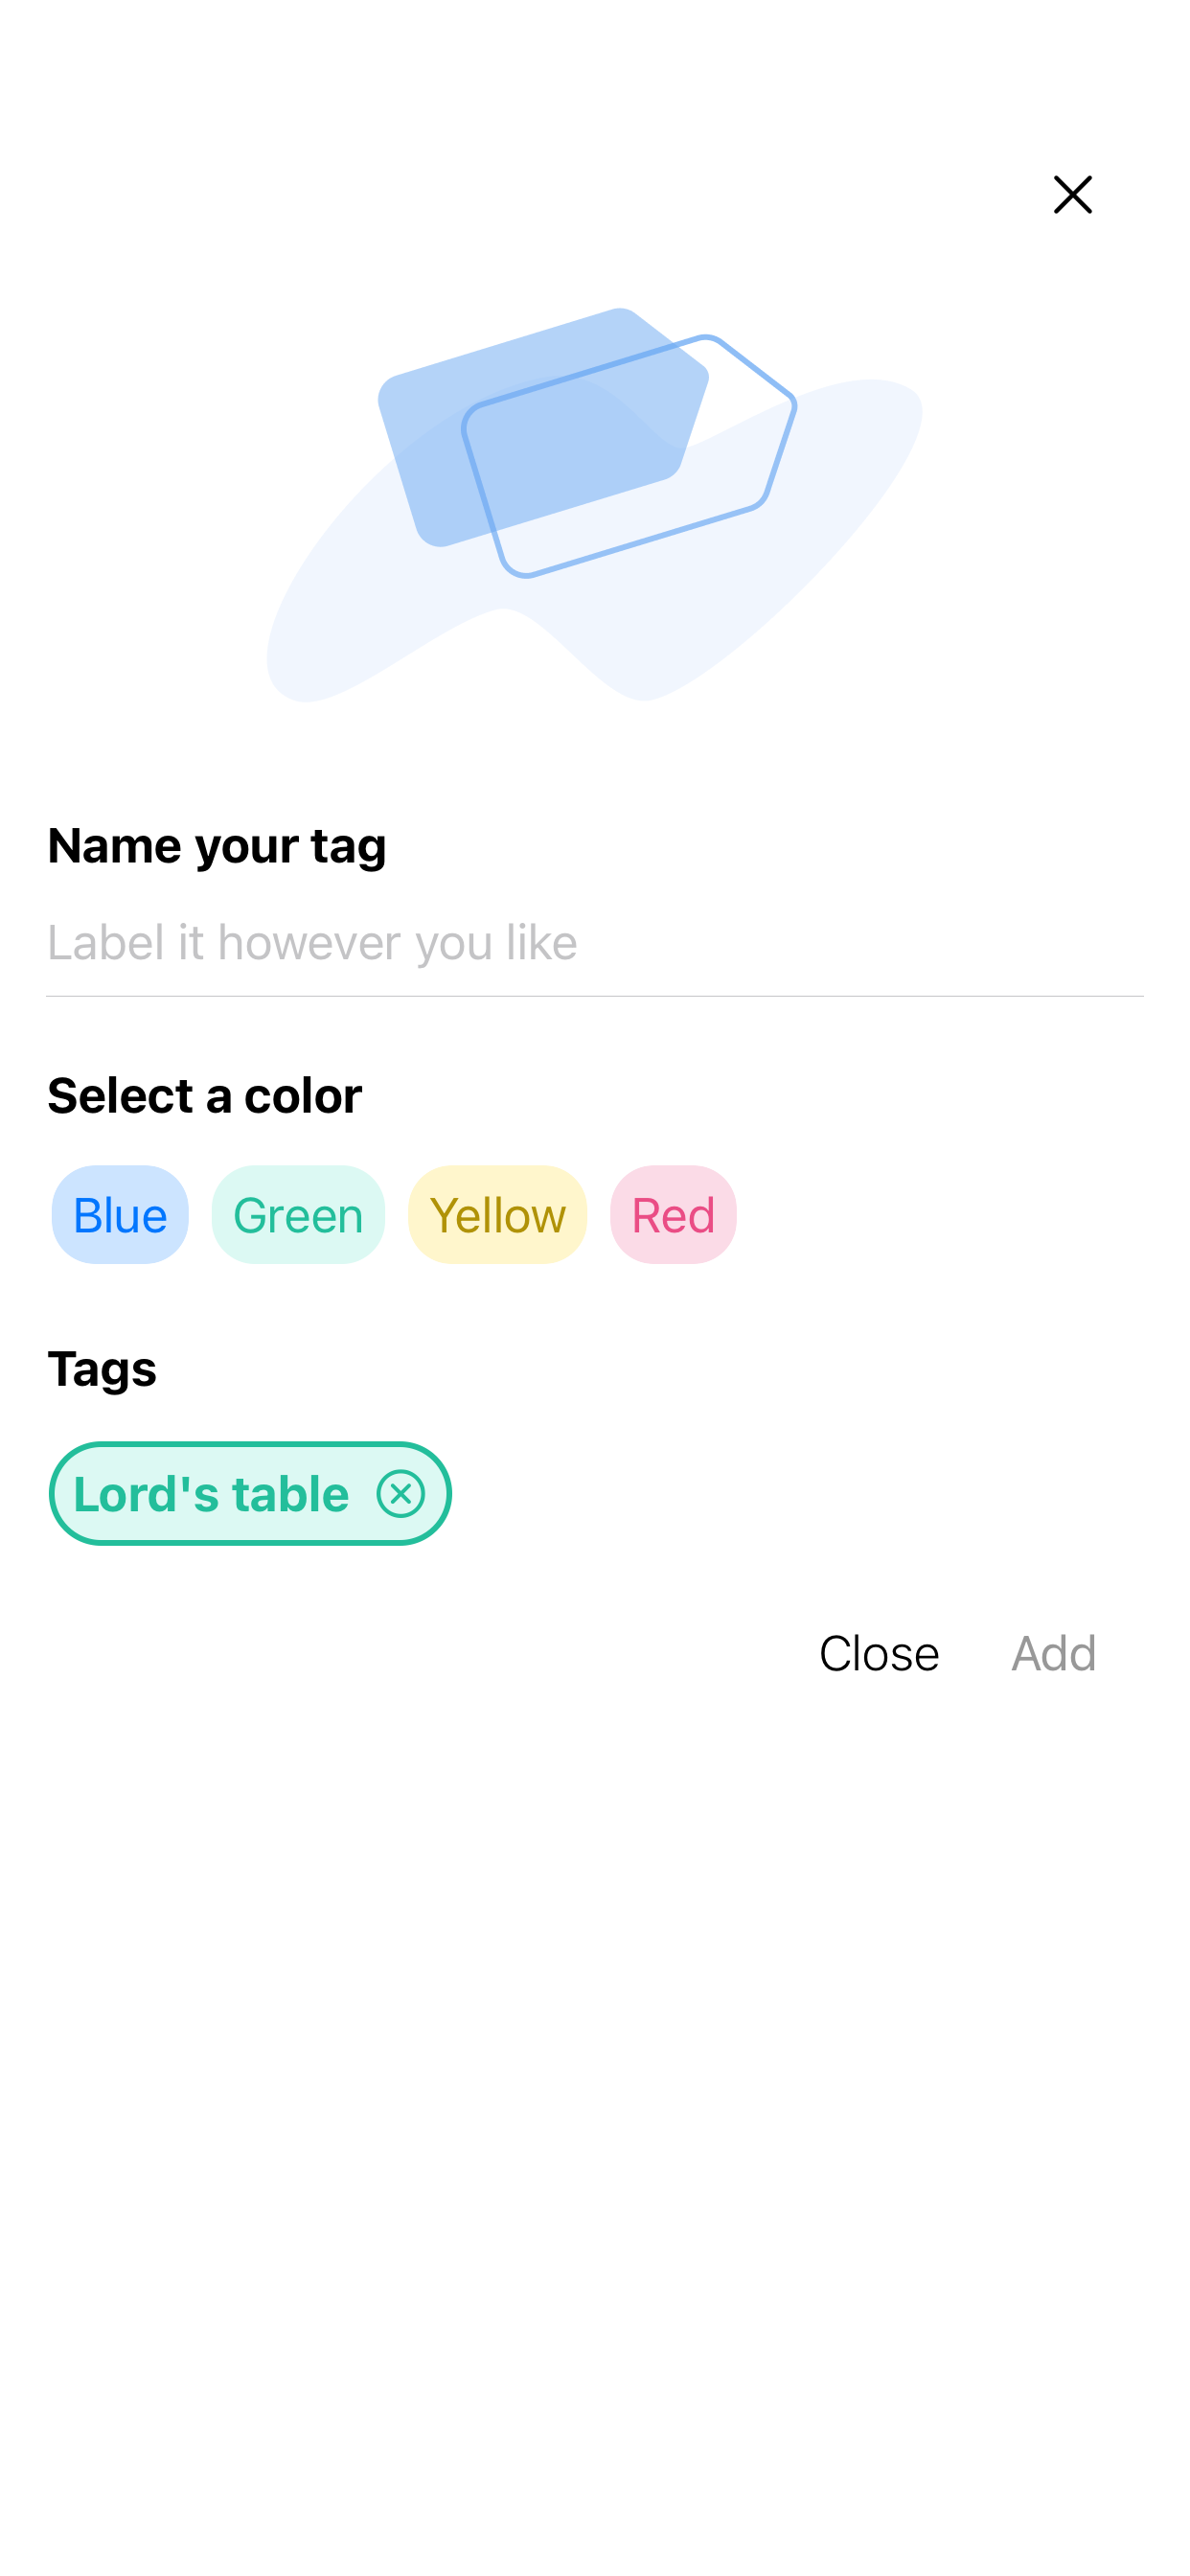 Name your tag
Label it however you like
Select a color
Blue Green Yellow Red
Tags
Lord's table
Close Add